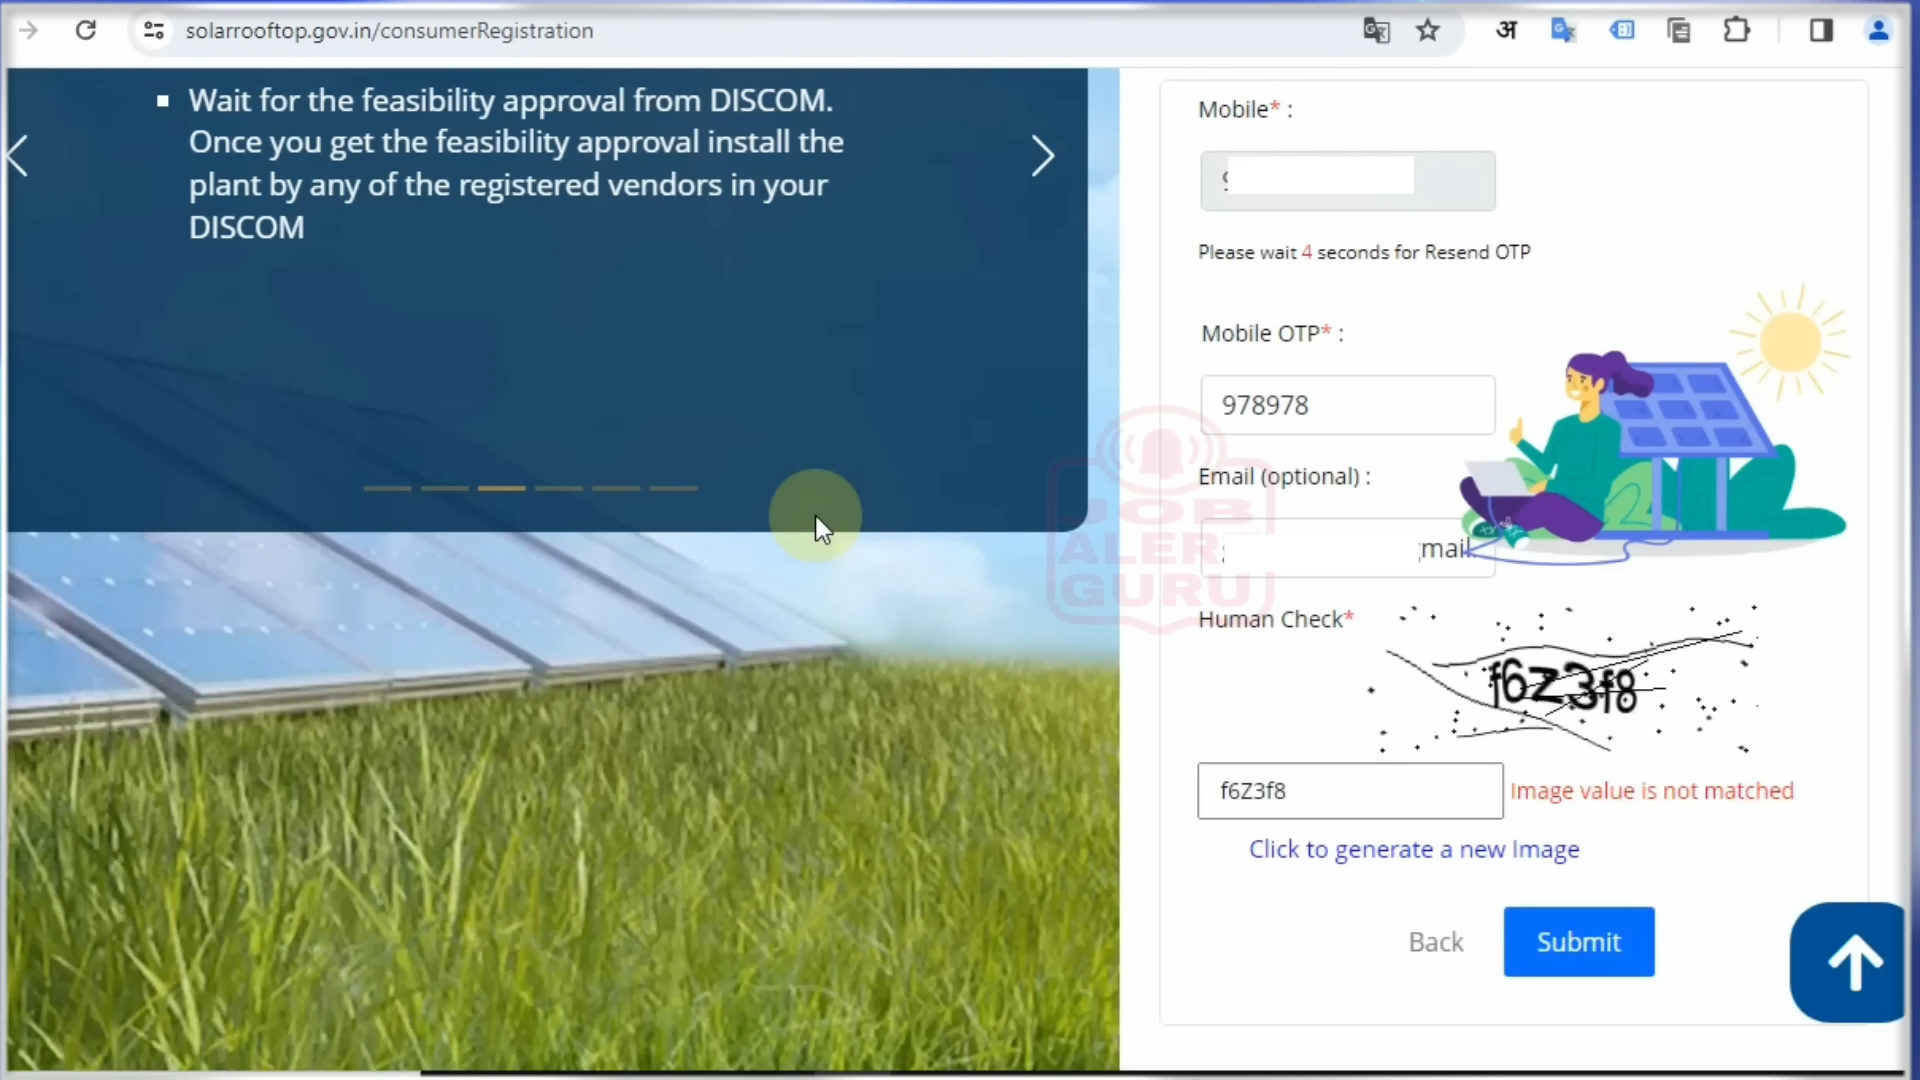 solarrooftop.gov.in/consumerRegistration
अ
Wait for the feasibility approval from DISCOM.
Once you get the feasibility approval install the
plant by any of the registered vendors in your
DISCOM
Mobile* :
Please wait 4 seconds for Resend OTP
Mobile OTP* :
978978
Email (optional) :
mail.
Human Check*
f6Z3f8
f6Z3f8
Image value is not matched
Click to generate a new Image
Back
Submit
JOB
ALER
GURU